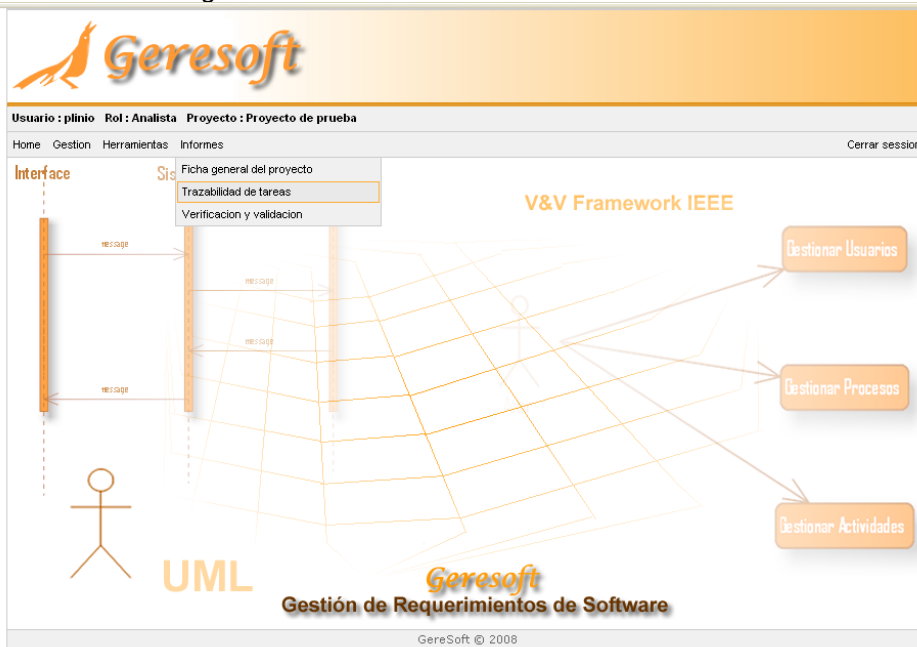 Geresoft
Usuario : plinio Rol : Analista Proyecto : Proyecto de prueba
Home Gestion Herramientas Informes Cerrar session
Ficha general del proyecto
Trazabilidad de tareas
Verificacion y validacion
Interface
V&V Framework IEEE
Gestionar Usuarios
message
message
message
Gestionar Procesos
message
Gestionar Actividades
UML
Geresoft
Gestión de Requerimientos de Software
GereSoft © 2008